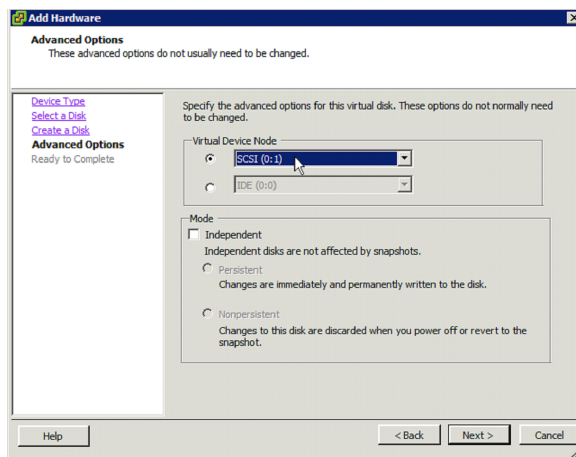 Add Hardware
Advanced Options
These advanced options do not usually need to be changed.
Device Type
Select a Disk
Create a Disk
Advanced Options
Ready to Complete
Specify the advanced options for this virtual disk. These options do not normally need
to be changed.
Virtual Device Node
SCSI (0:1)
IDE (0:0)
Mode
Independent
Independent disks are not affected by snapshots.
Persistent
Changes are immediately and permanently written to the disk.
Nonpersistent
Changes to this disk are discarded when you power off or revert to the
snapshot.
Help
< Back
Next >
Cancel